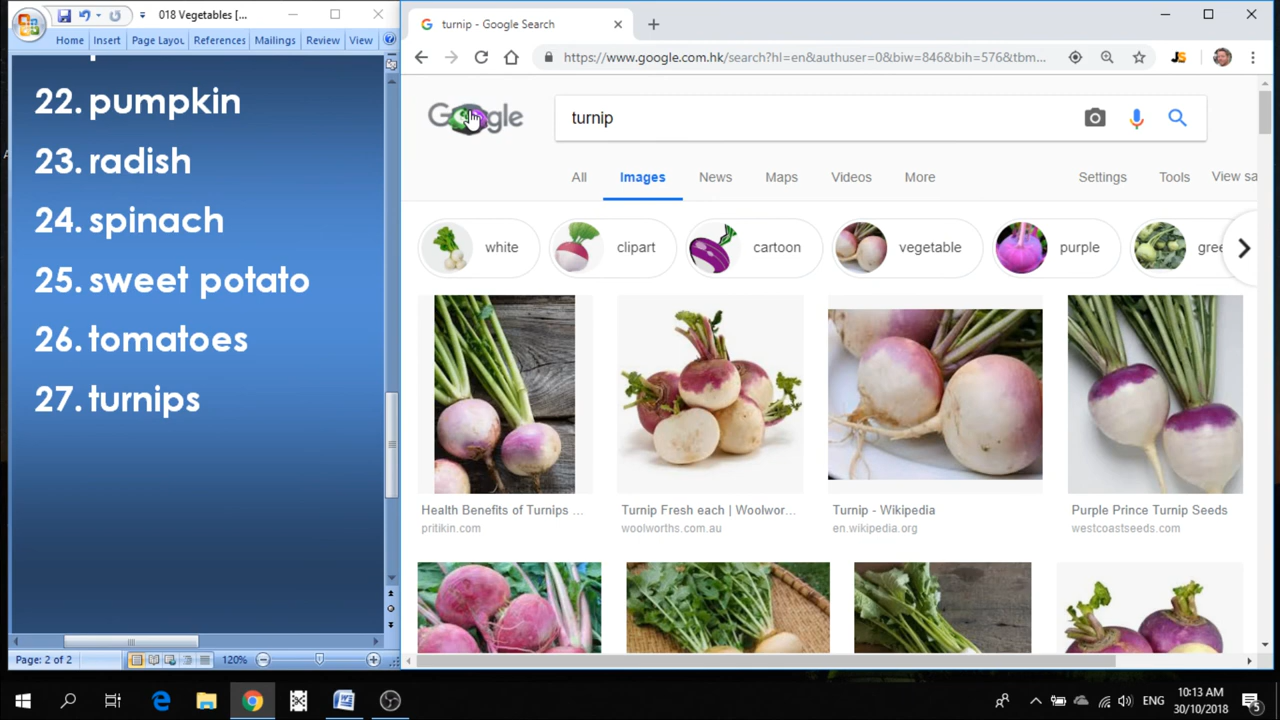 018 Vegetables [...
Home Insert Page Layou References Mailings Review View
22. pumpkin
23. radish
24. spinach
25. sweet potato
26. tomatoes
27. turnips
Page: 2 of 2 120%
turnip - Google Search
https://www.google.com.hk/search?hl=en&authuser=0&biw=846&bih=576&tbm...
JS
Google
turnip
All Images News Maps Videos More Settings Tools View sa
white clipart cartoon vegetable purple gree
Health Benefits of Turnips ... Turnip Fresh each | Woolwor... Turnip - Wikipedia Purple Prince Turnip Seeds
pritikin.com woolworths.com.au en.wikipedia.org westcoastseeds.com
ENG
10:13 AM
30/10/2018
5